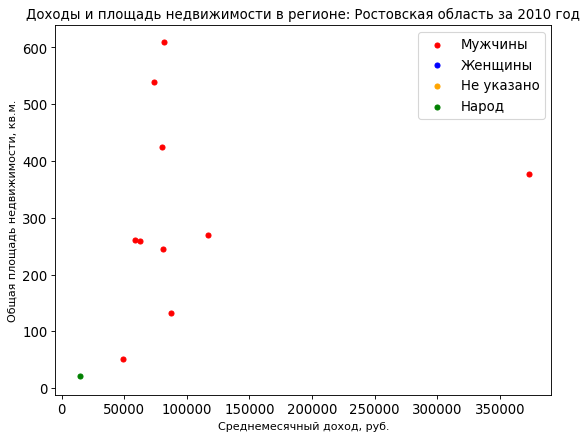 Доходы и площадь недвижимости в регионе: Ростовская область за 2010 год
Мужчины
Женщины
Не указано
Народ
Общая площадь недвижимости, кв.м.
600
500
400
300
200
100
0
0 50000 100000 150000 200000 250000 300000 350000
Среднемесячный доход, руб.